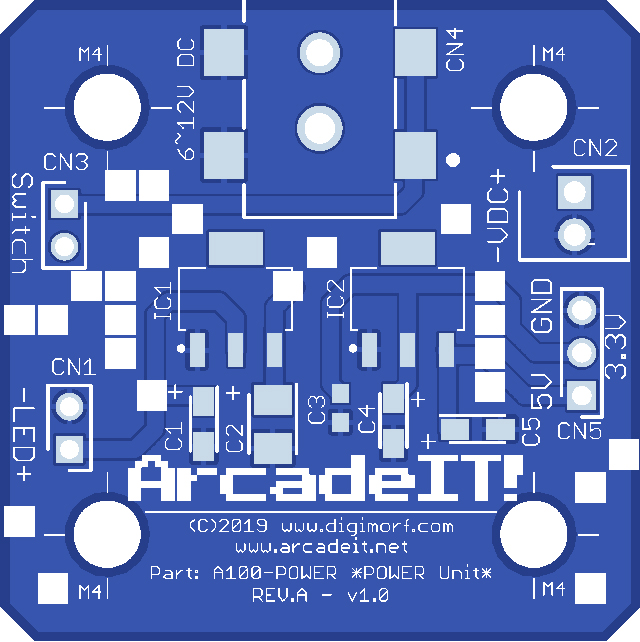 M4
M4
DC
6~12V
CN4
CN3
CN2
Switch
-VDC+
IC1
IC2
GND
3.3V
5V
CN1
-LED+
C1
C2
C3
C4
C5
CN5
+
+
+
+
ArcadeIT!
(C)2019 www.digimorf.com
www.arcadeit.net
Part: A100-POWER *POWER Unit*
REV.A - v1.0
M4
M4